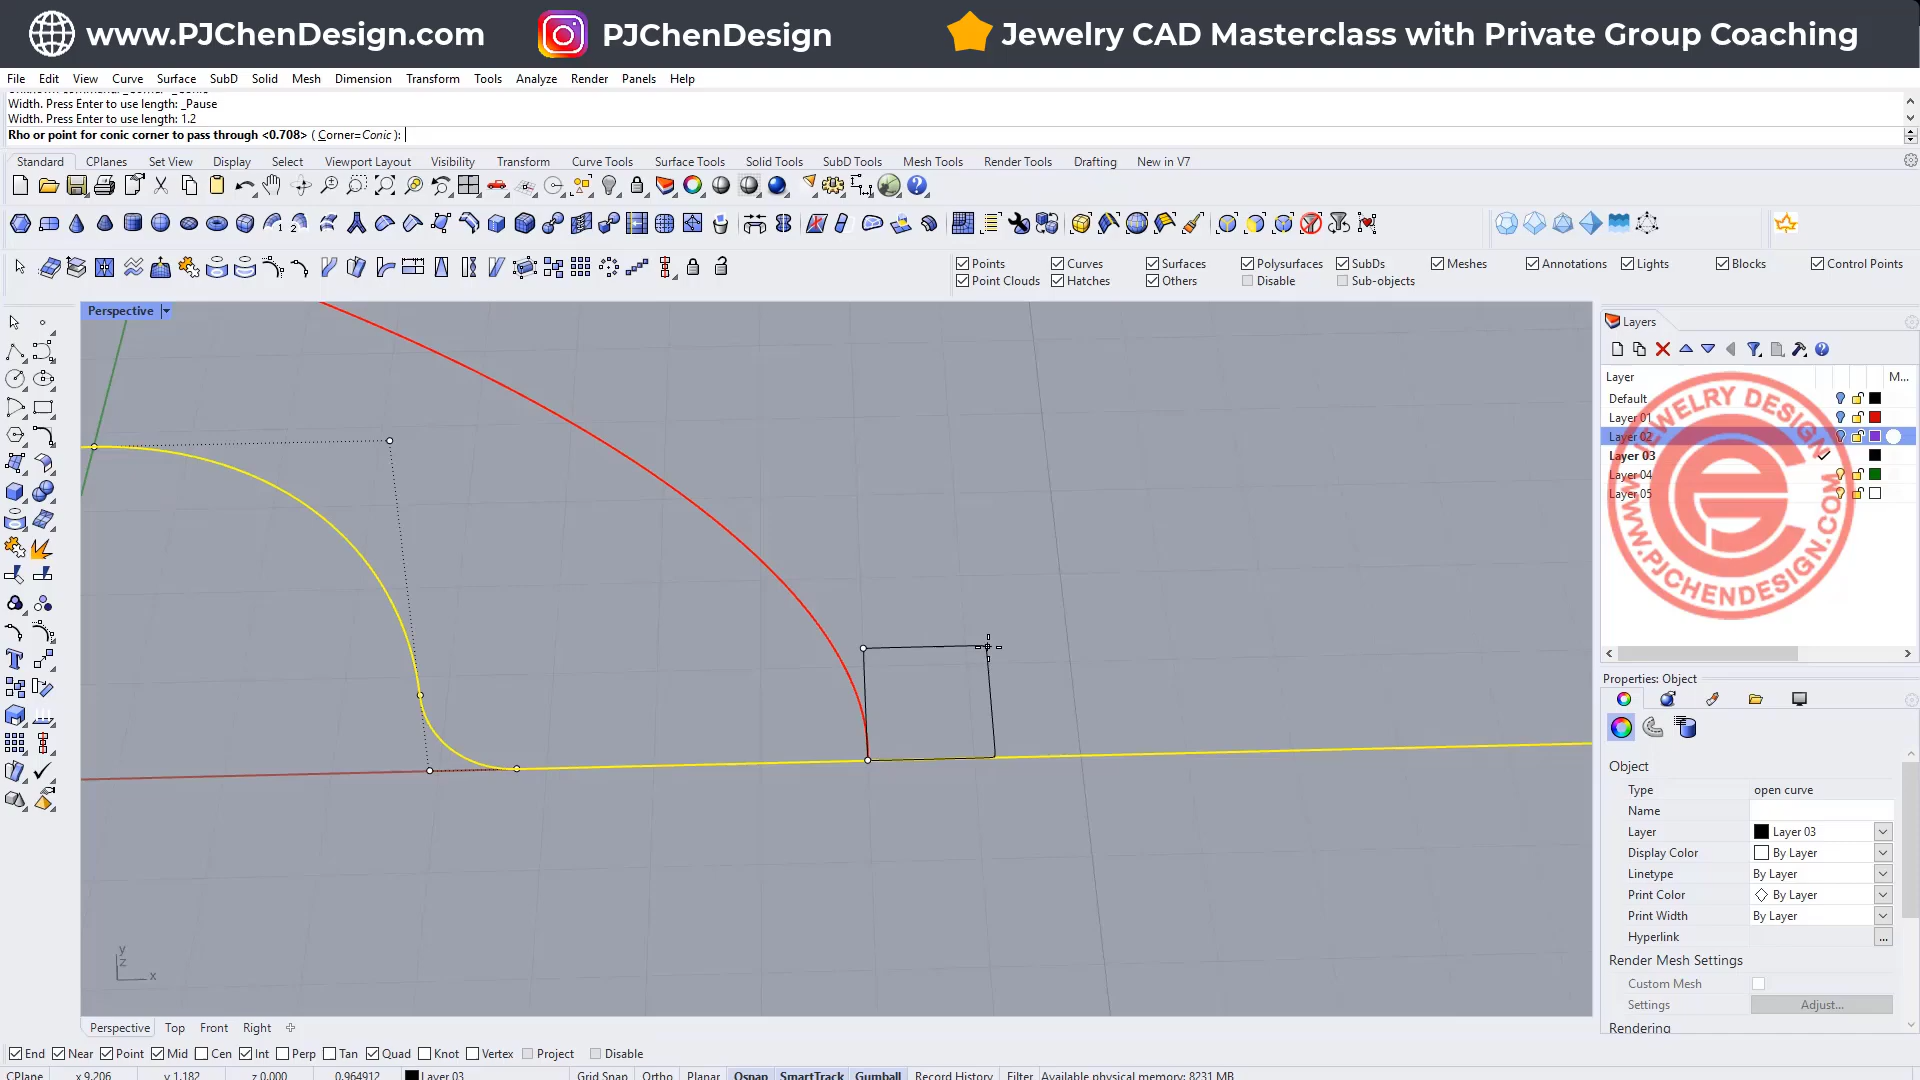 www.PJChenDesign.com PJChenDesign Jewelry CAD Masterclass with Private Group Coaching
File Edit View Curve Surface SubD Solid Mesh Dimension Transform Tools Analyze Render Panels Help
Width. Press Enter to use length: _Pause
Width. Press Enter to use length: 1.2
Rho or point for conic corner to pass through <0.708> ( Corner=Conic ):
Standard CPlanes Set View Display Select Viewport Layout Visibility Transform Curve Tools Surface Tools Solid Tools SubD Tools Mesh Tools Render Tools Drafting New in V7
Points Curves Surfaces Polysurfaces SubDs Meshes Annotations Lights Blocks Control Points
Point Clouds Hatches Others Disable Sub-objects
Perspective
Layers
Layer M...
Default
Layer 01
Layer 02
Layer 03
Layer 04
Layer 05
JEWELRY DESIGN
WWW.PJCHENDESIGN.COM
Properties: Object
Object
Type open curve
Name
Layer Layer 03
Display Color By Layer
Linetype By Layer
Print Color By Layer
Print Width By Layer
Hyperlink ...
Render Mesh Settings
Custom Mesh
Settings Adjust...
Rendering
y
z
x
Perspective Top Front Right
End Near Point Mid Cen Int Perp Tan Quad Knot Vertex Project Disable
CPlane x 9.206 y 1.182 z 0.000 0.964912 Layer 03 Grid Snap Ortho Planar Osnap SmartTrack Gumball Record History Filter Available physical memory: 8231 MB